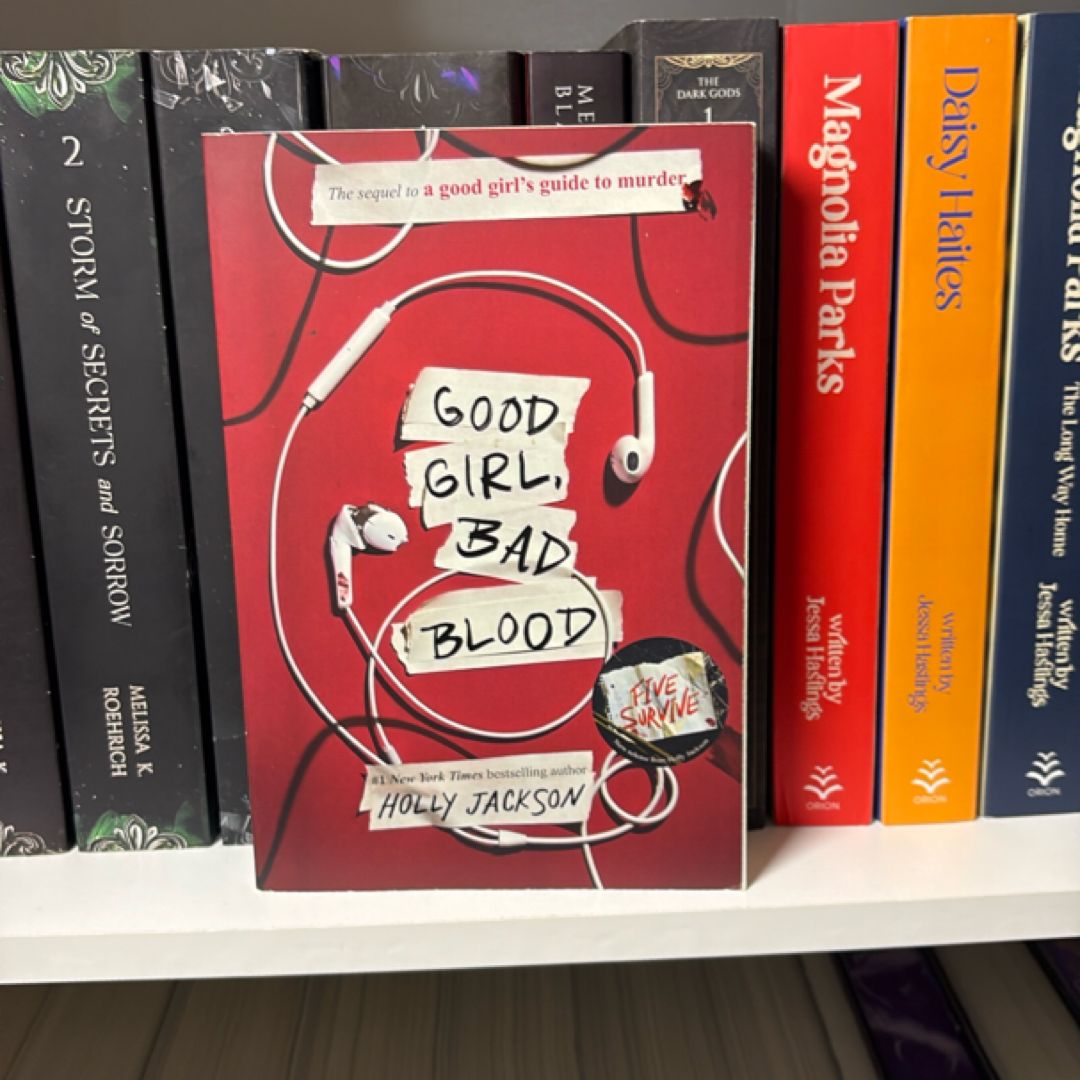 2
STORM of SECRETS and SORROW
MELISSA K.
ROEHRICH
THE
DARK GODS
1
The sequel to a good girl's guide to murder
GOOD
GIRL,
BAD
BLOOD
FIVE
SURVIVE
#1 New York Times bestselling author
HOLLY JACKSON
Magnolia Parks
written by
Jessa Hastings
ORION
Daisy Haites
written by
Jessa Hastings
ORION
Parks
The Long Way Home
written by
Jessa Hastings
ORION